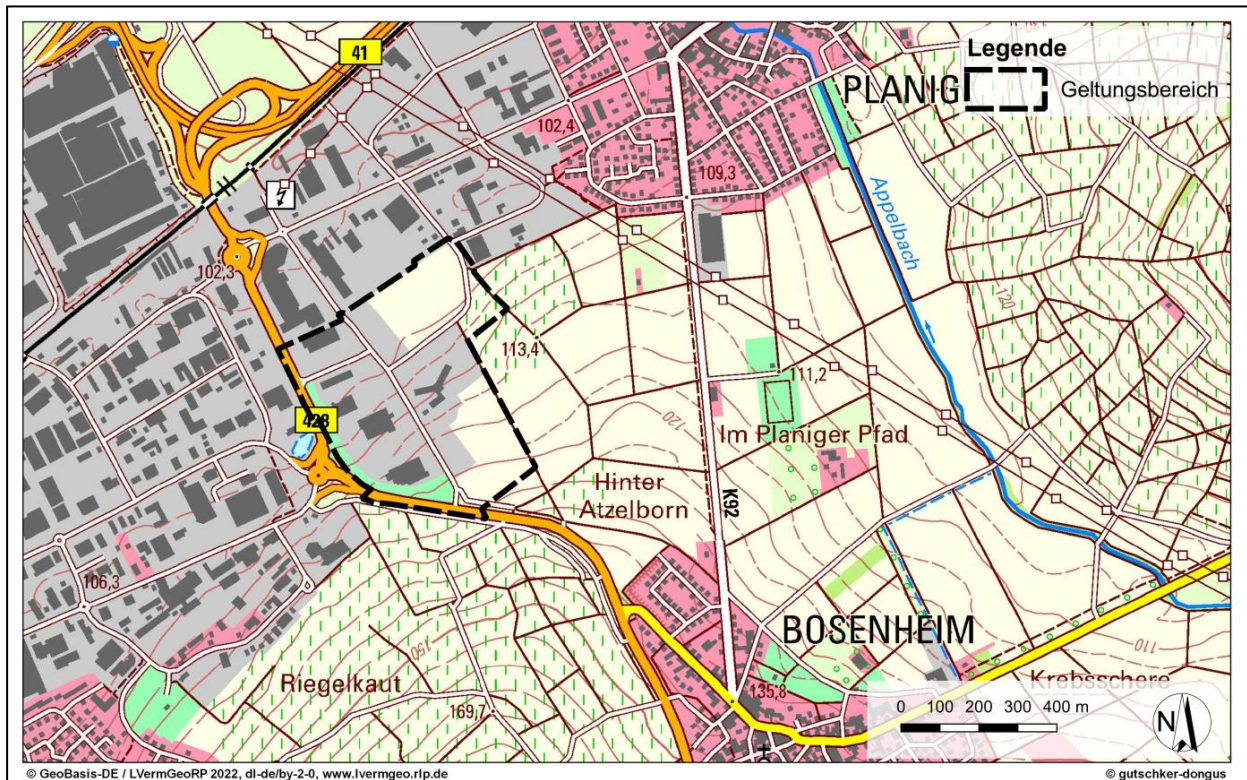 Legende
Geltungsbereich
PLANIG
41
102,4
109,3
Appelbach
120
102,3
113,4
111,2
120
428
Im Planiger Pfad
Hinter
Atzelborn
K92
106,3
BOSENHEIM
110
150
Riegelkaut
135,8
Krebsschere
169,7
0 100 200 300 400 m
N
© GeoBasis-DE / LVermGeoRP 2022, dl-de/by-2-0, www.lvermgeo.rlp.de
© gutschker-dongus